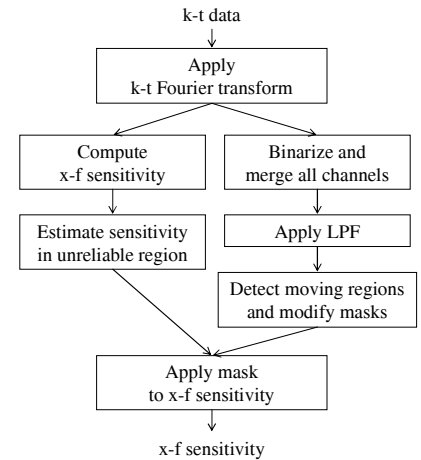 k-t data
Apply
k-t Fourier transform
Compute
x-f sensitivity
Binarize and
merge all channels
Estimate sensitivity
in unreliable region
Apply LPF
Detect moving regions
and modify masks
Apply mask
to x-f sensitivity
x-f sensitivity